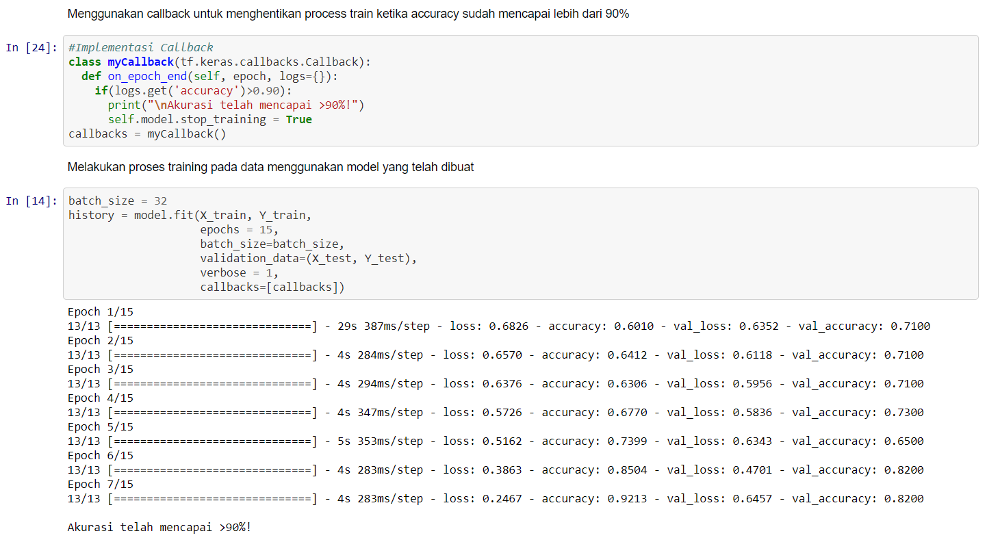 Menggunakan callback untuk menghentikan process train ketika accuracy sudah mencapai lebih dari 90%
In [24]:
#Implementasi Callback
class myCallback(tf.keras.callbacks.Callback):
  def on_epoch_end(self, epoch, logs={}):
    if(logs.get('accuracy')>0.90):
      print("\nAkurasi telah mencapai >90%!")
      self.model.stop_training = True
callbacks = myCallback()
Melakukan proses training pada data menggunakan model yang telah dibuat
In [14]:
batch_size = 32
history = model.fit(X_train, Y_train,
                    epochs = 15,
                    batch_size=batch_size,
                    validation_data=(X_test, Y_test),
                    verbose = 1,
                    callbacks=[callbacks])
Epoch 1/15
13/13 [==============================] - 29s 387ms/step - loss: 0.6826 - accuracy: 0.6010 - val_loss: 0.6352 - val_accuracy: 0.7100
Epoch 2/15
13/13 [==============================] - 4s 284ms/step - loss: 0.6570 - accuracy: 0.6412 - val_loss: 0.6118 - val_accuracy: 0.7100
Epoch 3/15
13/13 [==============================] - 4s 294ms/step - loss: 0.6376 - accuracy: 0.6306 - val_loss: 0.5956 - val_accuracy: 0.7100
Epoch 4/15
13/13 [==============================] - 4s 347ms/step - loss: 0.5726 - accuracy: 0.6770 - val_loss: 0.5836 - val_accuracy: 0.7300
Epoch 5/15
13/13 [==============================] - 5s 353ms/step - loss: 0.5162 - accuracy: 0.7399 - val_loss: 0.6343 - val_accuracy: 0.6500
Epoch 6/15
13/13 [==============================] - 4s 283ms/step - loss: 0.3863 - accuracy: 0.8504 - val_loss: 0.4701 - val_accuracy: 0.8200
Epoch 7/15
13/13 [==============================] - 4s 283ms/step - loss: 0.2467 - accuracy: 0.9213 - val_loss: 0.6457 - val_accuracy: 0.8200
Akurasi telah mencapai >90%!